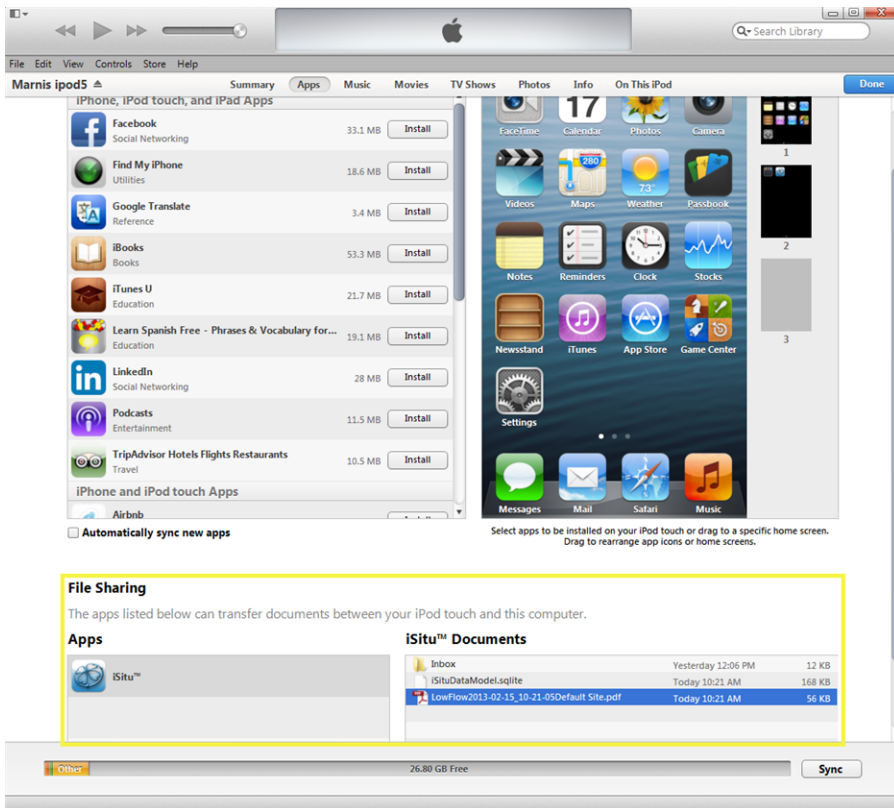 Search Library
File Edit View Controls Store Help
Marnis ipod5 Summary Apps Music Movies TV Shows Photos Info On This iPod Done
iPhone, iPod touch, and iPad Apps
Facebook
Social Networking
33.1 MB Install
Find My iPhone
Utilities
18.6 MB Install
Google Translate
Reference
3.4 MB Install
iBooks
Books
53.3 MB Install
iTunes U
Education
21.7 MB Install
Learn Spanish Free - Phrases & Vocabulary for...
Education
19.1 MB Install
LinkedIn
Social Networking
28 MB Install
Podcasts
Entertainment
11.5 MB Install
TripAdvisor Hotels Flights Restaurants
Travel
10.5 MB Install
iPhone and iPod touch Apps
Airbnb
Automatically sync new apps
17
FaceTime Calendar Photos Camera
280
73°
Videos Maps Weather Passbook
Notes Reminders Clock Stocks
Newsstand iTunes App Store Game Center
Settings
Messages Mail Safari Music
1
2
3
Select apps to be installed on your iPod touch or drag to a specific home screen.
Drag to rearrange app icons or home screens.
File Sharing
The apps listed below can transfer documents between your iPod touch and this computer.
Apps
iSitu™
iSitu™ Documents
Inbox Yesterday 12:06 PM 12 KB
iSituDataModel.sqlite Today 10:21 AM 168 KB
LowFlow2013-02-15_10-21-05Default Site.pdf Today 10:21 AM 56 KB
Other 26.80 GB Free Sync